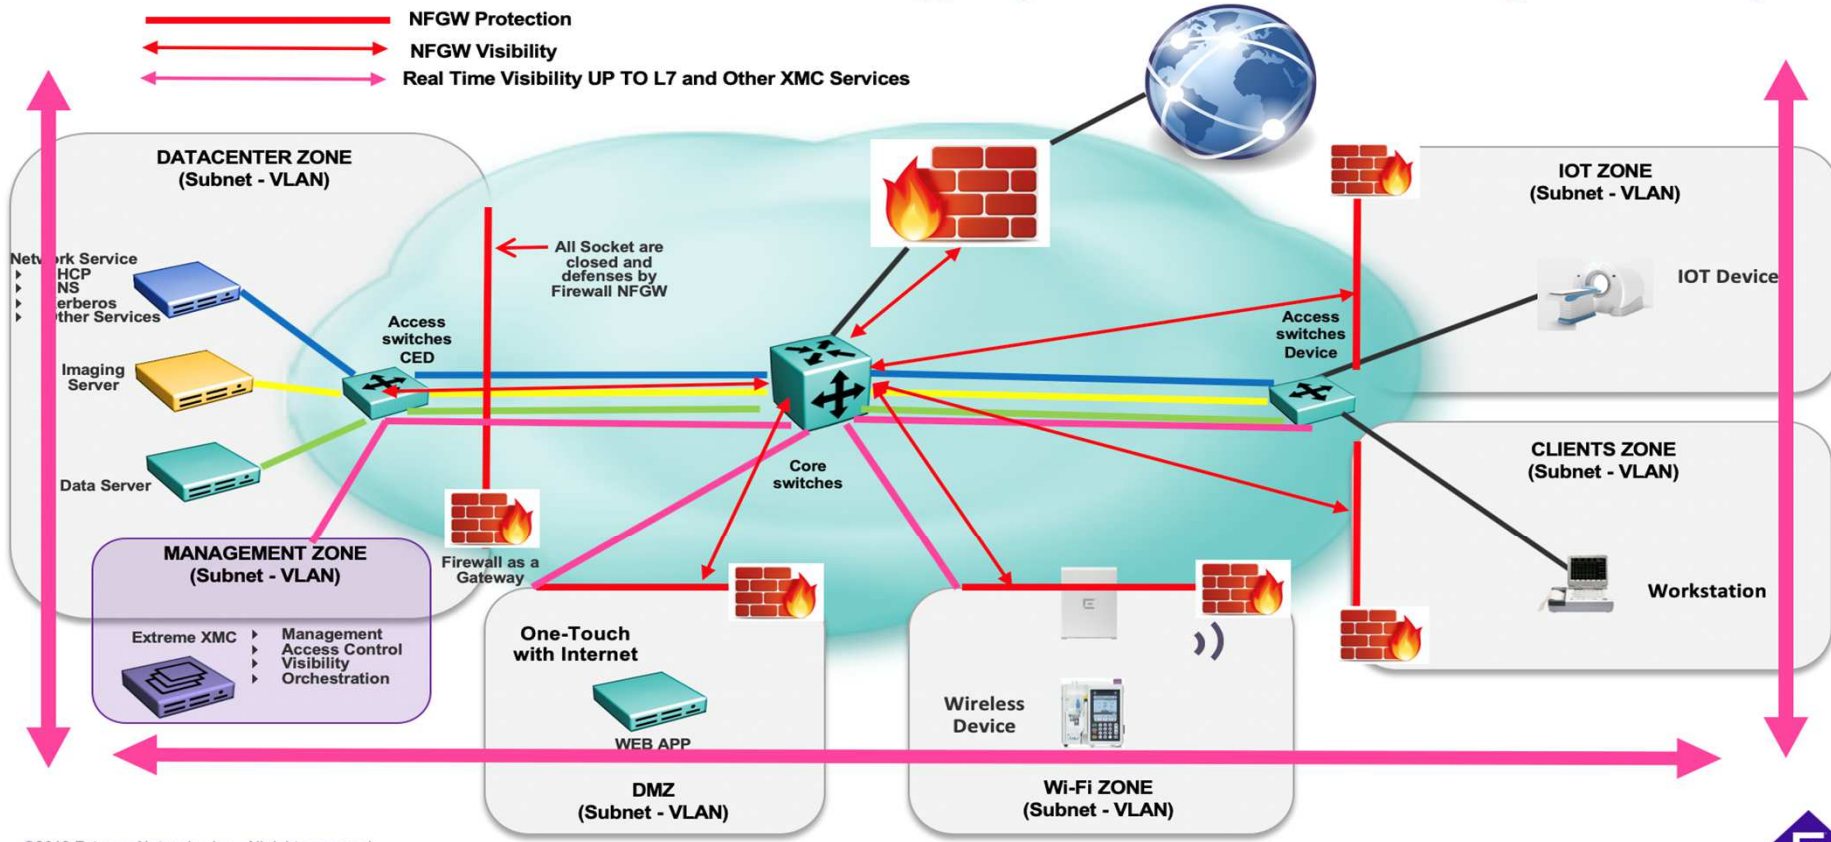 NFGW Protection
NFGW Visibility
Real Time Visibility UP TO L7 and Other XMC Services
DATACENTER ZONE
(Subnet - VLAN)
Network Service
HCP
NS
erberos
ther Services
Imaging
Server
Data Server
Access
switches
CED
All Socket are
closed and
defenses by
Firewall NFGW
Core
switches
Access
switches
Device
IOT ZONE
(Subnet - VLAN)
IOT Device
CLIENTS ZONE
(Subnet - VLAN)
Workstation
Firewall as a
Gateway
MANAGEMENT ZONE
(Subnet - VLAN)
Extreme XMC
Management
Access Control
Visibility
Orchestration
One-Touch
with Internet
WEB APP
DMZ
(Subnet - VLAN)
Wireless
Device
Wi-Fi ZONE
(Subnet - VLAN)